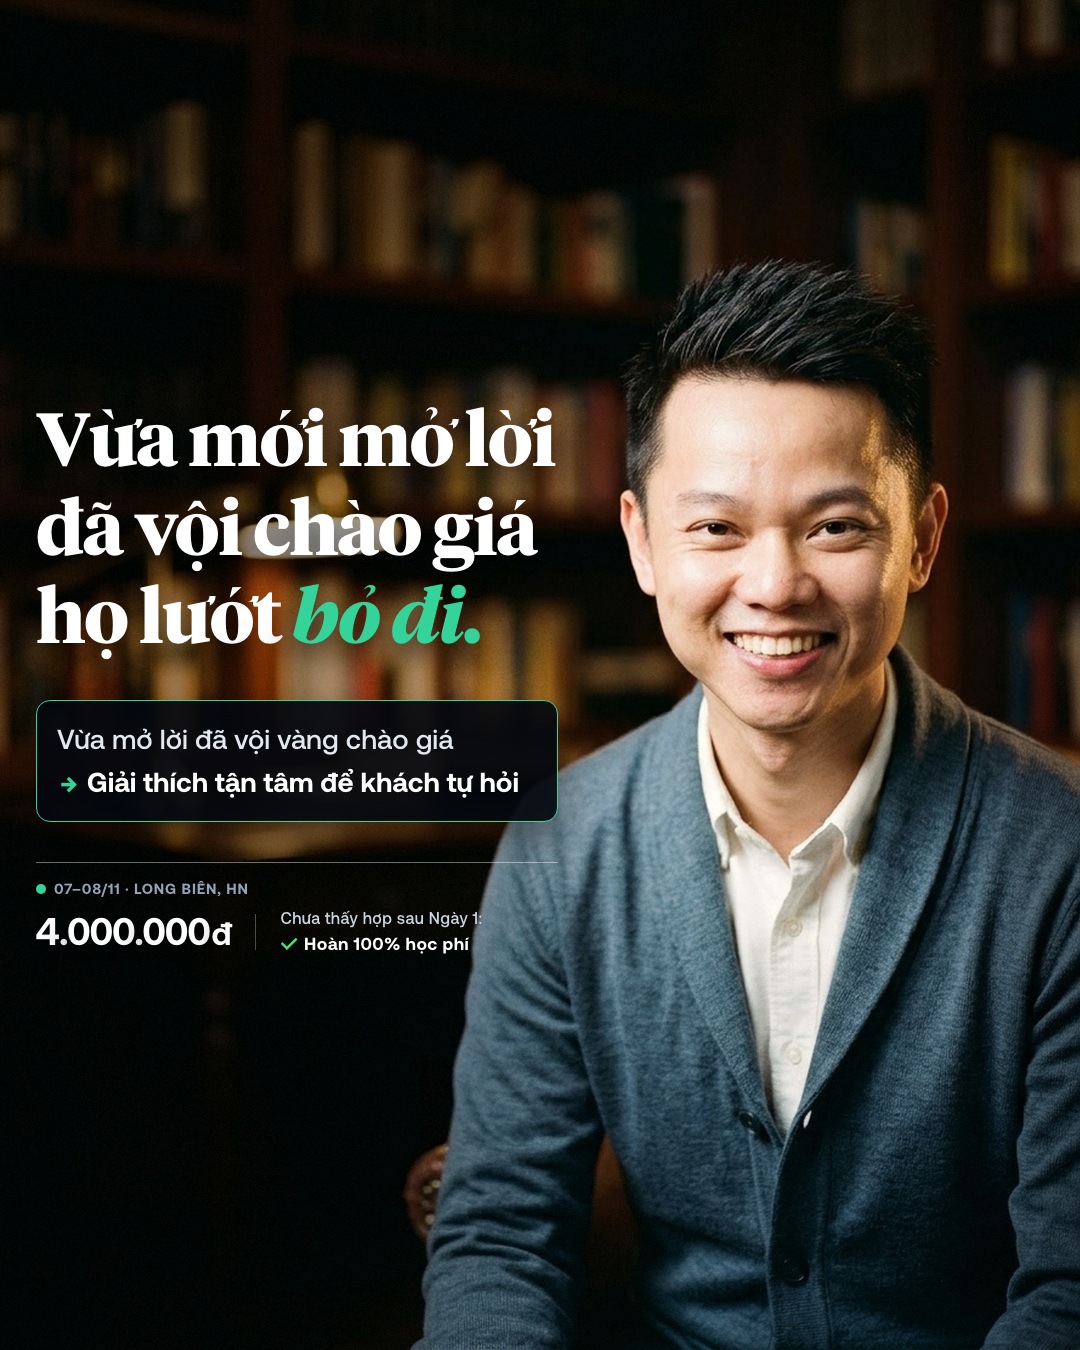 Vừa mới mở lời
đã vội chào giá
họ lướt bỏ đi.
Vừa mở lời đã vội vàng chào giá
→ Giải thích tận tâm để khách tự hỏi
07–08/11 · LONG BIÊN, HN
4.000.000đ
Chưa thấy hợp sau Ngày 1:
✓ Hoàn 100% học phí